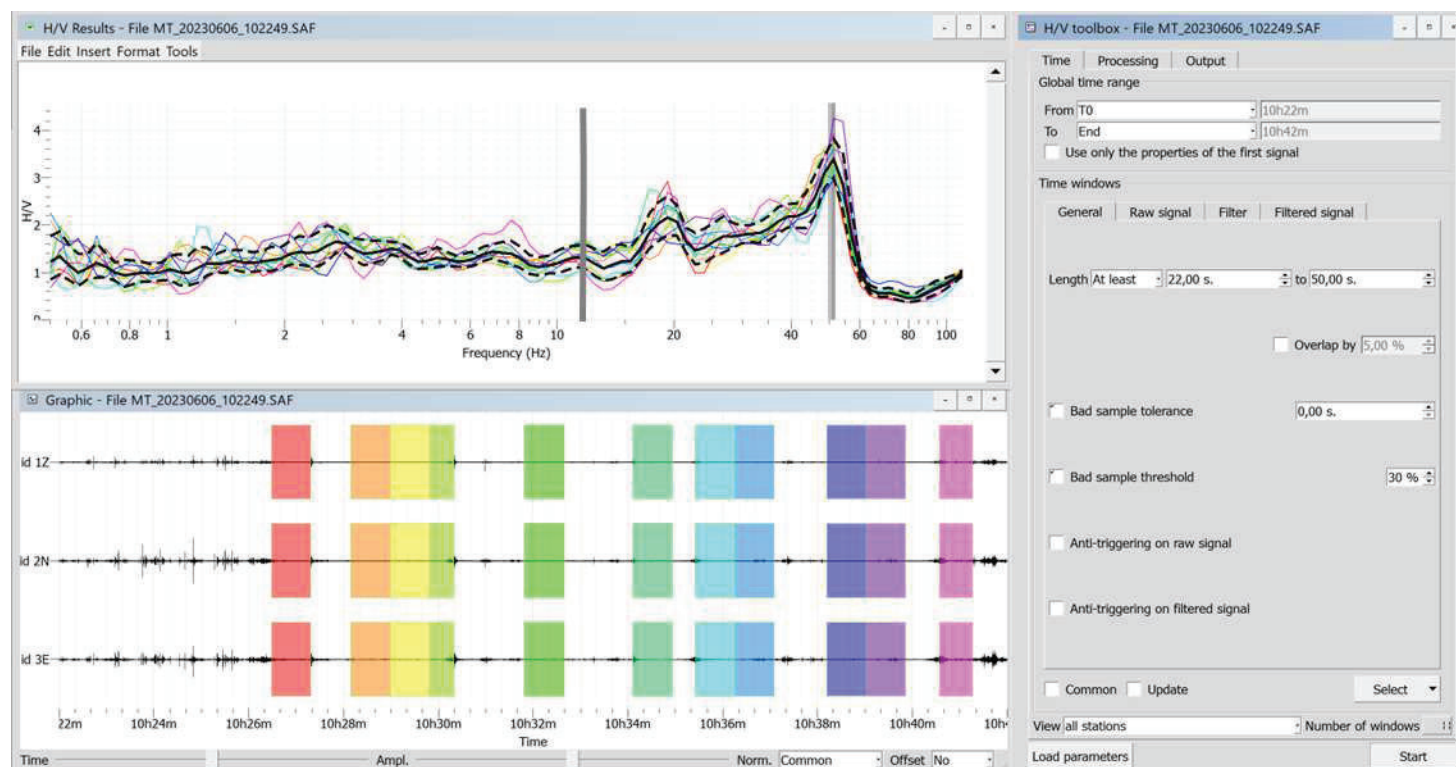 H/V Results - File MT_20230606_102249.SAF
File Edit Insert Format Tools
H/V
4
3
2
1
0
0.6 0.8 1 2 4 6 8 10 20 40 60 80 100
Frequency (Hz)
Graphic - File MT_20230606_102249.SAF
id 1Z
id 2N
id 3E
22m 10h24m 10h26m 10h28m 10h30m 10h32m 10h34m 10h36m 10h38m 10h40m 10h4
Time
Time Ampl. Norm. Common Offset No
H/V toolbox - File MT_20230606_102249.SAF
Time Processing Output
Global time range
From T0 10h22m
To End 10h42m
Use only the properties of the first signal
Time windows
General Raw signal Filter Filtered signal
Length At least 22,00 s. to 50,00 s.
Overlap by 5,00 %
Bad sample tolerance 0,00 s.
Bad sample threshold 30 %
Anti-triggering on raw signal
Anti-triggering on filtered signal
Common Update Select
View all stations Number of windows
Load parameters Start